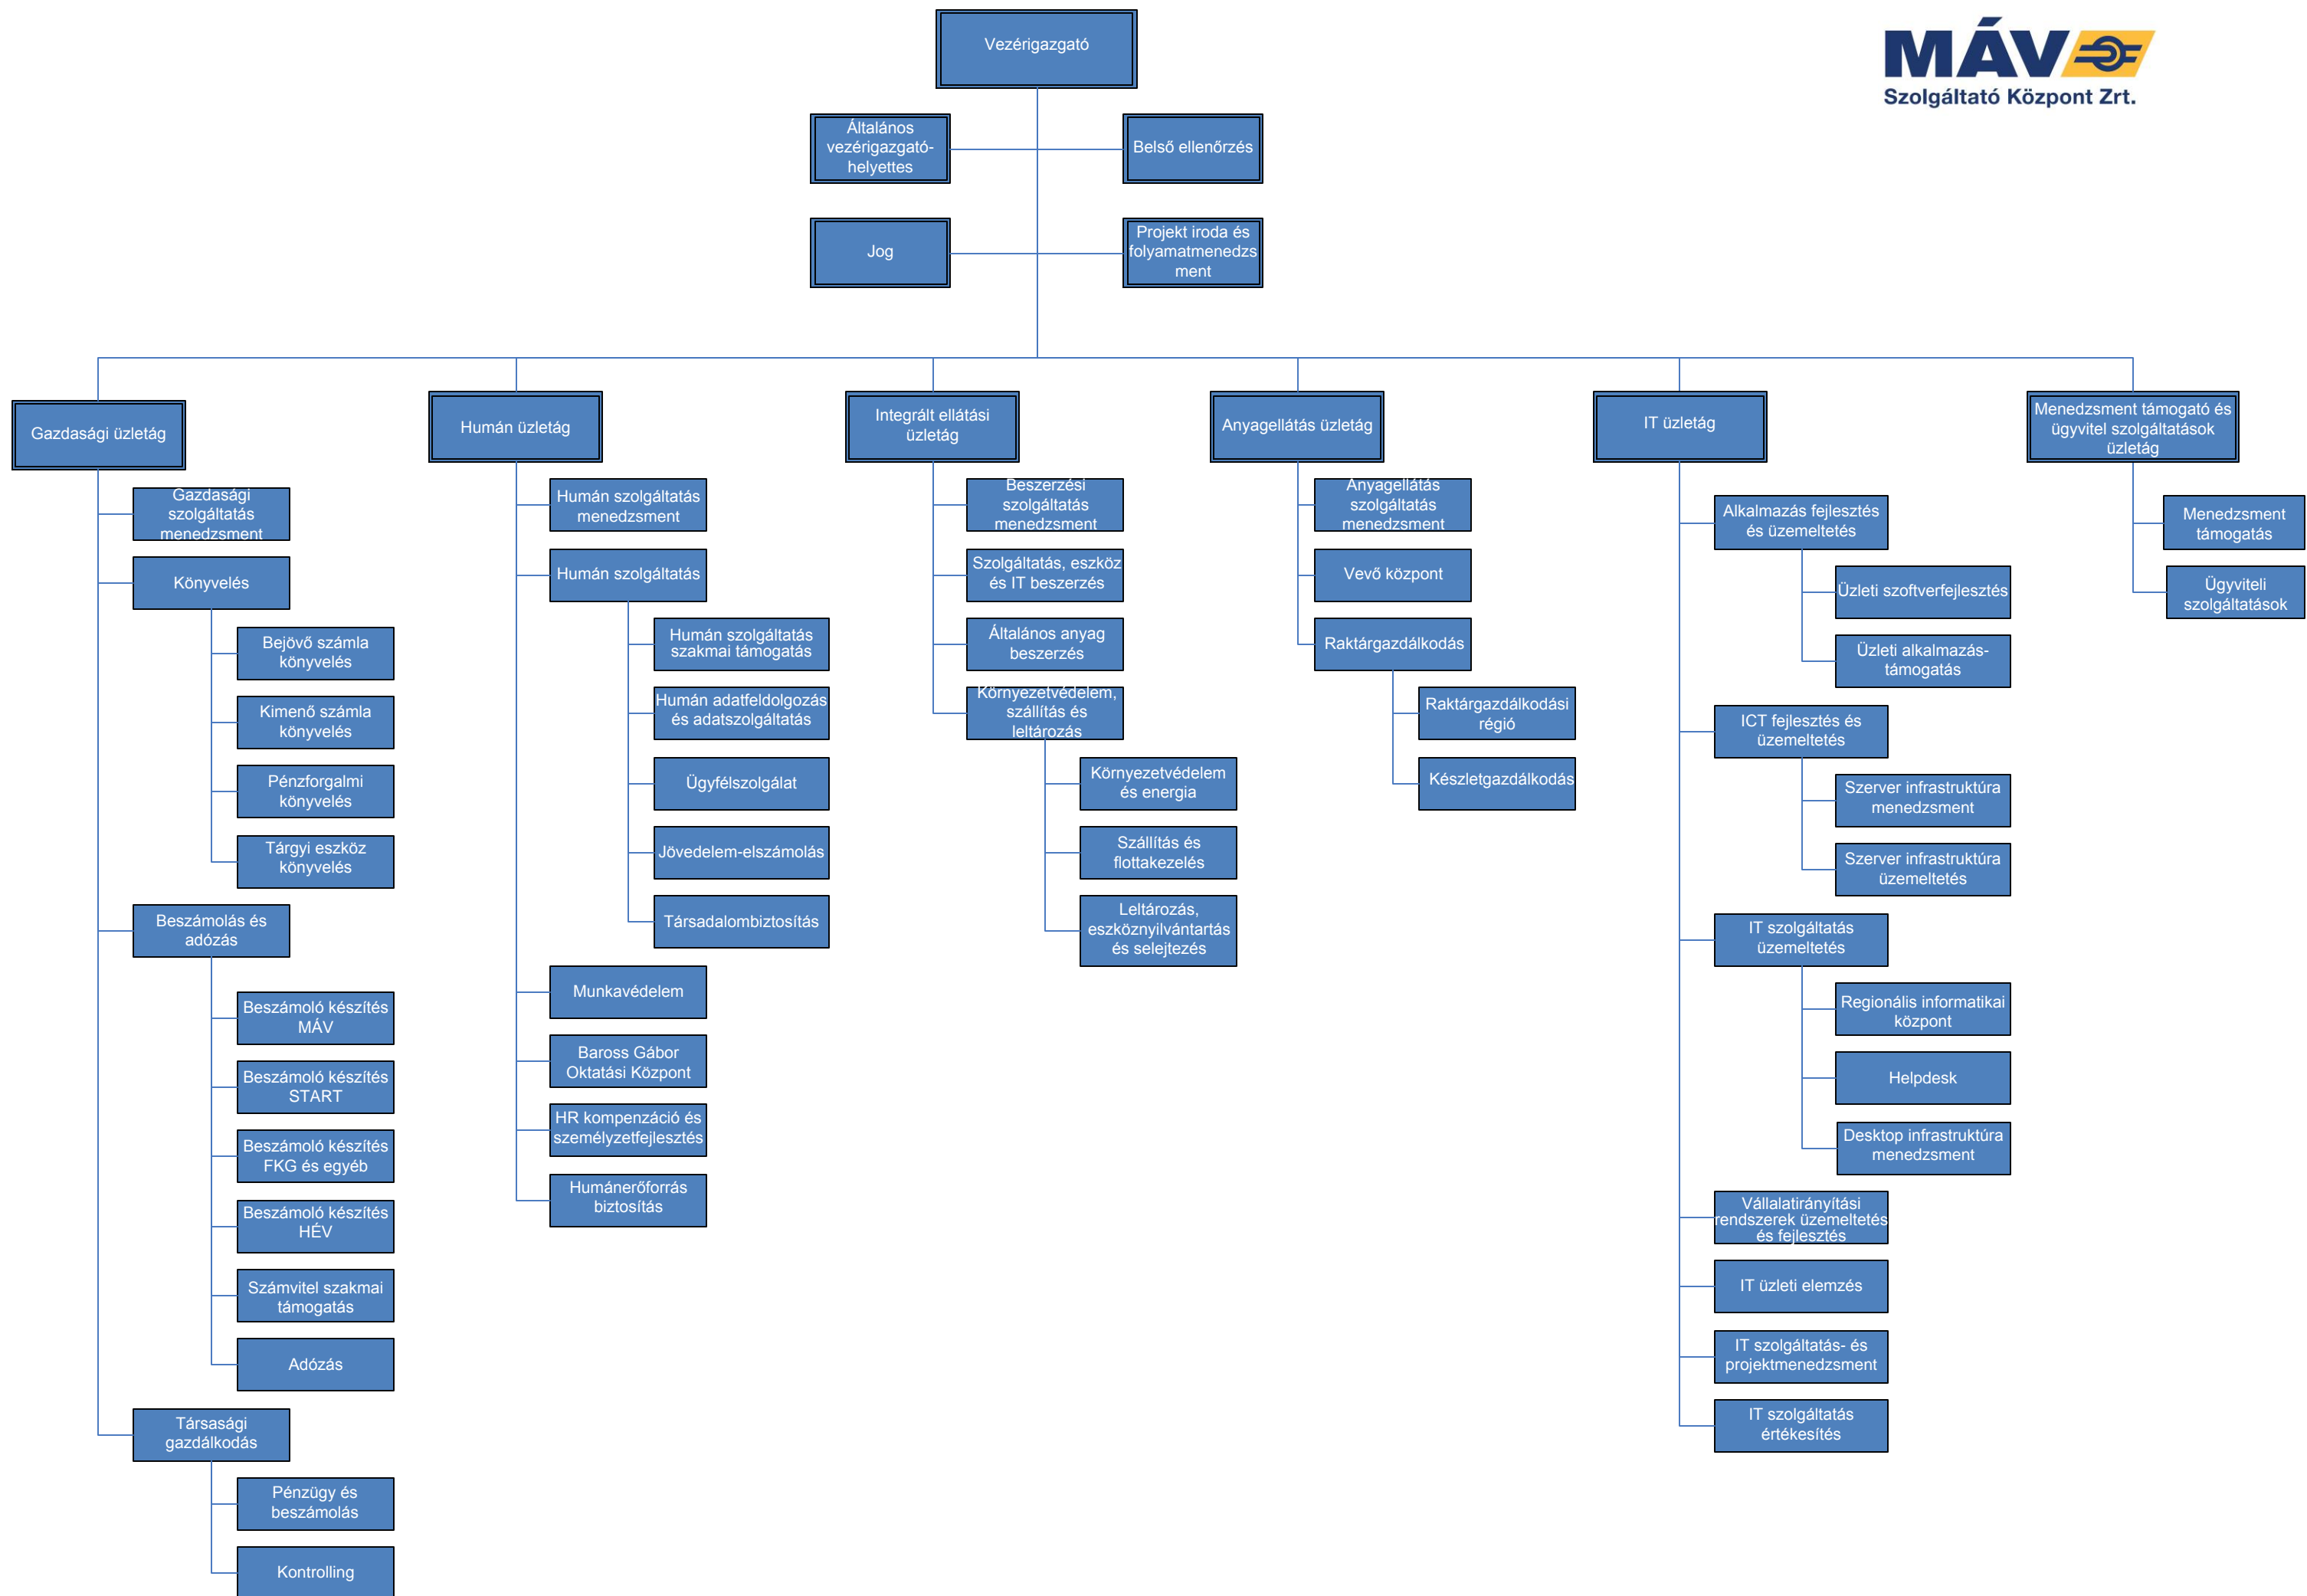 Vezérigazgató
MÁV
Szolgáltató Központ Zrt.
Általános
vezérigazgató-
helyettes
Belső ellenőrzés
Jog
Projekt iroda és
folyamatmenedzs
ment
Gazdasági üzletág
Gazdasági
szolgáltatás
menedzsment
Könyvelés
Bejövő számla
könyvelés
Kimenő számla
könyvelés
Pénzforgalmi
könyvelés
Tárgyi eszköz
könyvelés
Beszámolás és
adózás
Beszámoló készítés
MÁV
Beszámoló készítés
START
Beszámoló készítés
FKG és egyéb
Beszámoló készítés
HÉV
Számvitel szakmai
támogatás
Adózás
Társasági
gazdálkodás
Pénzügy és
beszámolás
Kontrolling
Humán üzletág
Humán szolgáltatás
menedzsment
Humán szolgáltatás
Humán szolgáltatás
szakmai támogatás
Humán adatfeldolgozás
és adatszolgáltatás
Ügyfélszolgálat
Jövedelem-elszámolás
Társadalombiztosítás
Munkavédelem
Baross Gábor
Oktatási Központ
HR kompenzáció és
személyzetfejlesztés
Humánerőforrás
biztosítás
Integrált ellátási
üzletág
Beszerzési
szolgáltatás
menedzsment
Szolgáltatás, eszköz
és IT beszerzés
Általános anyag
beszerzés
Környezetvédelem,
szállítás és
leltározás
Környezetvédelem
és energia
Szállítás és
flottakezelés
Leltározás,
eszköznyilvántartás
és selejtezés
Anyagellátás üzletág
Anyagellátás
szolgáltatás
menedzsment
Vevő központ
Raktárgazdálkodás
Raktárgazdálkodási
régió
Készletgazdálkodás
IT üzletág
Alkalmazás fejlesztés
és üzemeltetés
Üzleti szoftverfejlesztés
Üzleti alkalmazás-
támogatás
ICT fejlesztés és
üzemeltetés
Szerver infrastruktúra
menedzsment
Szerver infrastruktúra
üzemeltetés
IT szolgáltatás
üzemeltetés
Regionális informatikai
központ
Helpdesk
Desktop infrastruktúra
menedzsment
Vállalatirányítási
rendszerek üzemeltetés
és fejlesztés
IT üzleti elemzés
IT szolgáltatás- és
projektmenedzsment
IT szolgáltatás
értékesítés
Menedzsment támogató és
ügyvitel szolgáltatások
üzletág
Menedzsment
támogatás
Ügyviteli
szolgáltatások